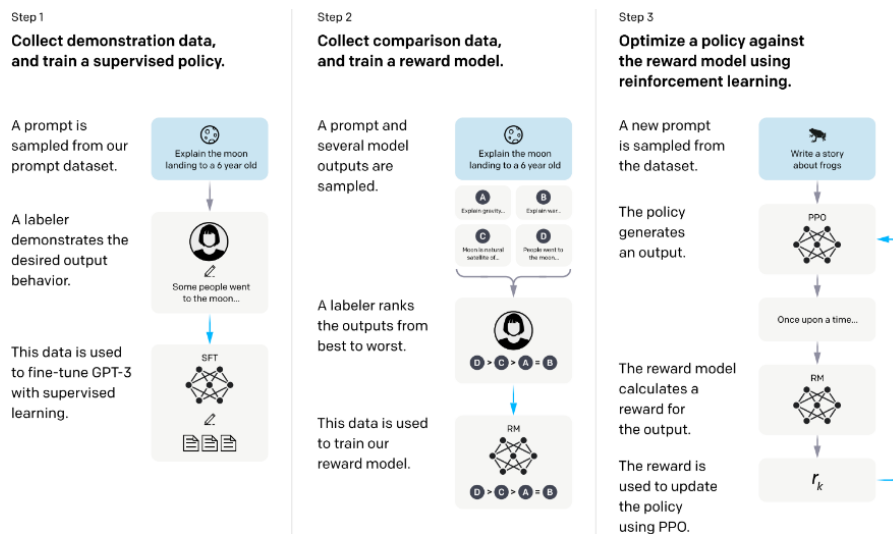 Step 1
Collect demonstration data,
and train a supervised policy.
A prompt is
sampled from our
prompt dataset.
Explain the moon
landing to a 6 year old
A labeler
demonstrates the
desired output
behavior.
Some people went
to the moon...
This data is used
to fine-tune GPT-3
with supervised
learning.
SFT
Step 2
Collect comparison data,
and train a reward model.
A prompt and
several model
outputs are
sampled.
Explain the moon
landing to a 6 year old
A
Explain gravity...
B
Explain war...
C
Moon is natural
satellite of...
D
People went to
the moon...
A labeler ranks
the outputs from
best to worst.
D > C > A = B
This data is used
to train our
reward model.
RM
D > C > A = B
Step 3
Optimize a policy against
the reward model using
reinforcement learning.
A new prompt
is sampled from
the dataset.
Write a story
about frogs
The policy
generates
an output.
PPO
Once upon a time...
The reward model
calculates a
reward for
the output.
RM
The reward is
used to update
the policy
using PPO.
rk